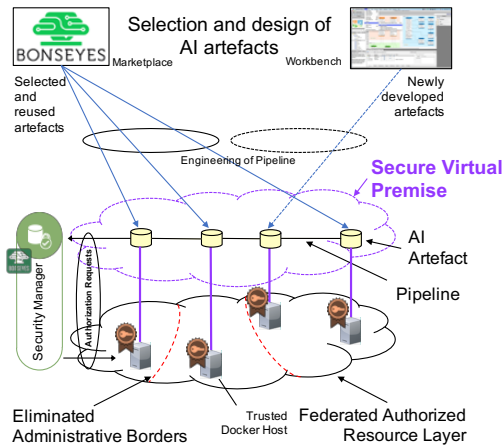 Selection and design of
AI artefacts
BONSEYES
Marketplace
Workbench
Selected
and
reused
artefacts
Newly
developed
artefacts
Engineering of Pipeline
Secure Virtual
Premise
AI
Artefact
Pipeline
Security Manager
BONSEYES
Authorization Requests
Eliminated
Administrative Borders
Trusted
Docker Host
Federated Authorized
Resource Layer